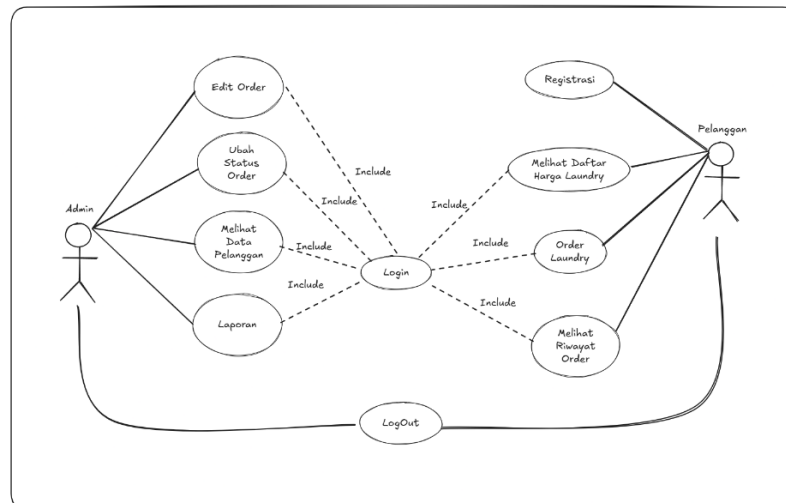 Edit Order
Registrasi
Pelanggan
Ubah
Status
Order
Include
Melihat Daftar
Harga Laundry
Include
Include
Admin
Melihat
Data
Pelanggan
Include
Include
Order
Laundry
Login
Include
Include
Laporan
Melihat
Riwayat
Order
LogOut